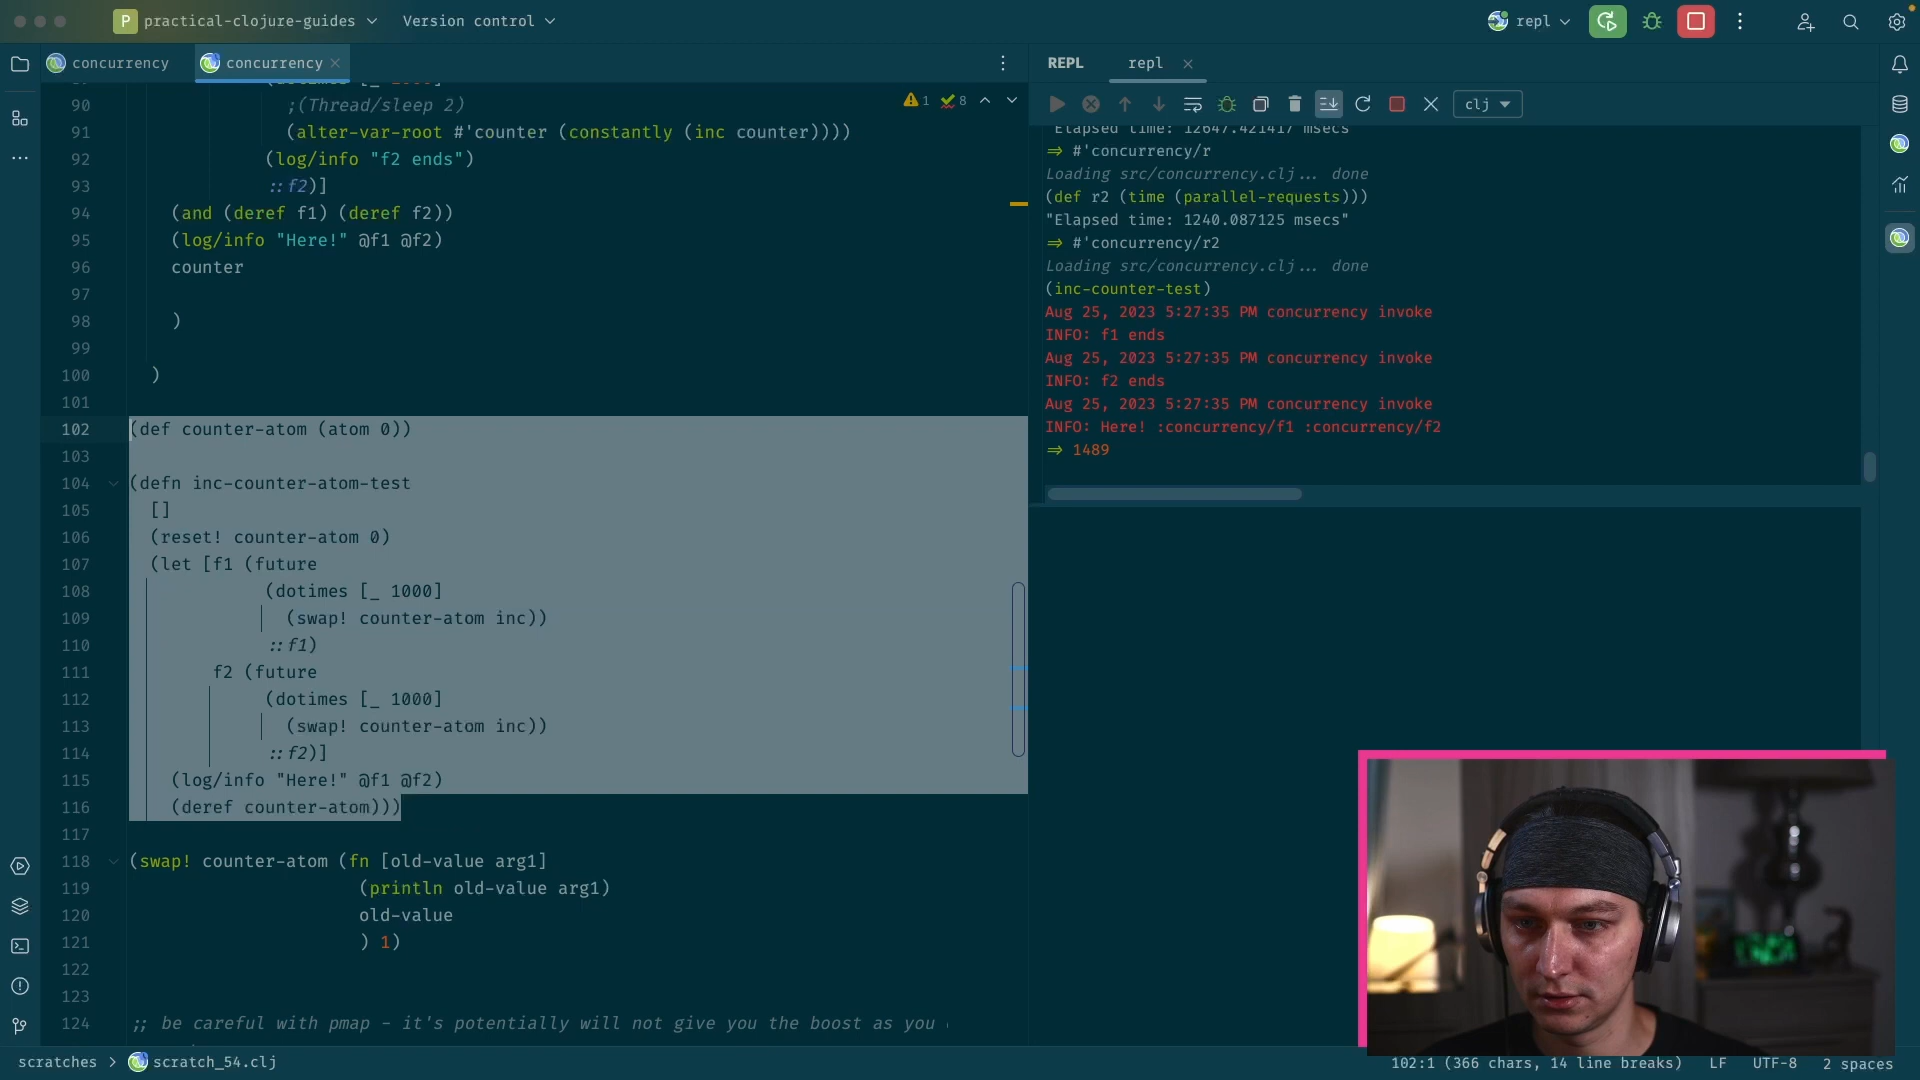 P practical-clojure-guides Version control repl
concurrency concurrency REPL repl
clj
90 ;(Thread/sleep 2)
1 8
91 (alter-var-root #'counter (constantly (inc counter))))
92 (log/info "f2 ends")
93 ::f2)]
94 (and (deref f1) (deref f2))
95 (log/info "Here!" @f1 @f2)
96 counter
97
98 )
99
100 )
101
102 (def counter-atom (atom 0))
103
104 (defn inc-counter-atom-test
105 []
106 (reset! counter-atom 0)
107 (let [f1 (future
108 (dotimes [_ 1000]
109 (swap! counter-atom inc))
110 ::f1)
111 f2 (future
112 (dotimes [_ 1000]
113 (swap! counter-atom inc))
114 ::f2)]
115 (log/info "Here!" @f1 @f2)
116 (deref counter-atom)))
117
118 (swap! counter-atom (fn [old-value arg1]
119 (println old-value arg1)
120 old-value
121 ) 1)
122
123
124 ;; be careful with pmap - it's potentially will not give you the boost as you
"Elapsed time: 12647.421417 msecs"
=> #'concurrency/r
Loading src/concurrency.clj... done
(def r2 (time (parallel-requests)))
"Elapsed time: 1240.087125 msecs"
=> #'concurrency/r2
Loading src/concurrency.clj... done
(inc-counter-test)
Aug 25, 2023 5:27:35 PM concurrency invoke
INFO: f1 ends
Aug 25, 2023 5:27:35 PM concurrency invoke
INFO: f2 ends
Aug 25, 2023 5:27:35 PM concurrency invoke
INFO: Here! :concurrency/f1 :concurrency/f2
=> 1489
scratches > scratch_54.clj
102:1 (366 chars, 14 line breaks) LF UTF-8 2 spaces